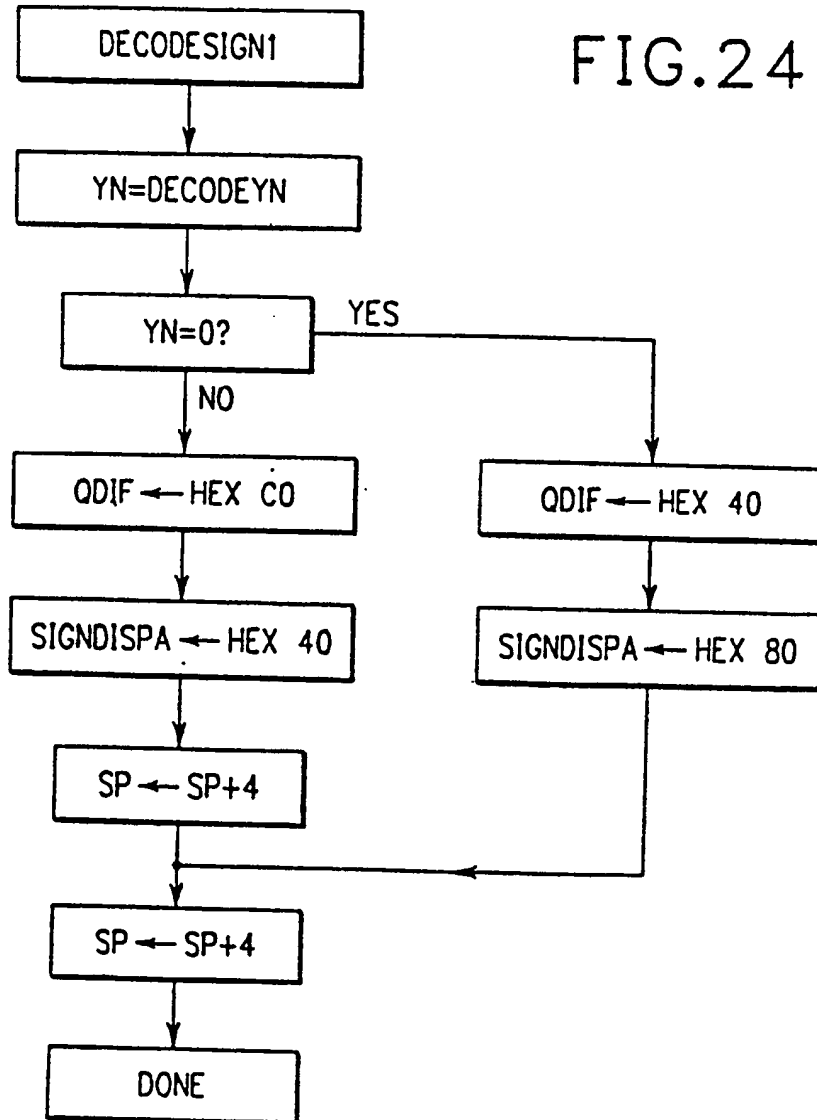 DECODESIGN1
FIG.24
YN=DECODEYN
YN=0?
YES
NO
QDIF ← HEX C0
QDIF ← HEX 40
SIGNDISPA ← HEX 40
SIGNDISPA ← HEX 80
SP ← SP+4
SP ← SP+4
DONE